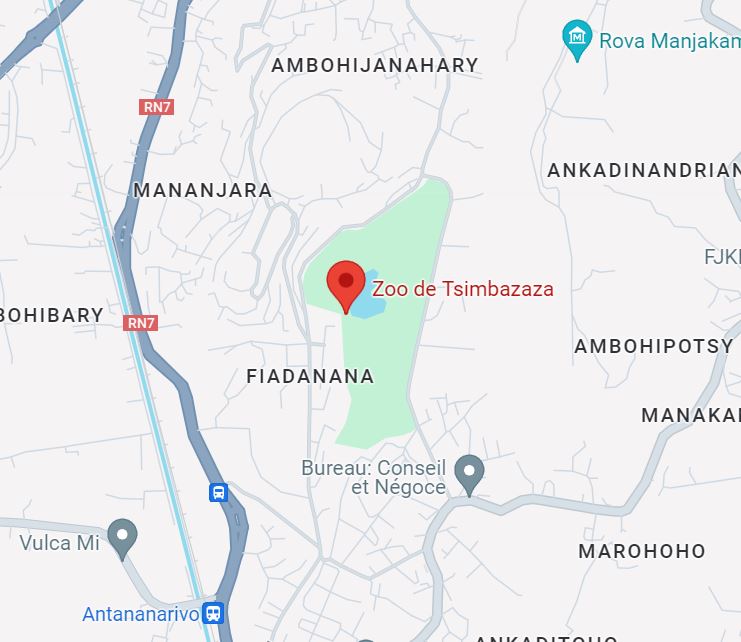 AMBOHIJANAHARY
Rova Manjakam
RN7
ANKADINANDRIAN
MANANJARA
FJKI
Zoo de Tsimbazaza
BOHIBARY
RN7
AMBOHIPOTSY
FIADANANA
MANAKA
Bureau: Conseil
et Négoce
Vulca Mi
MAROHOHO
Antananarivo
ANKADITOHO